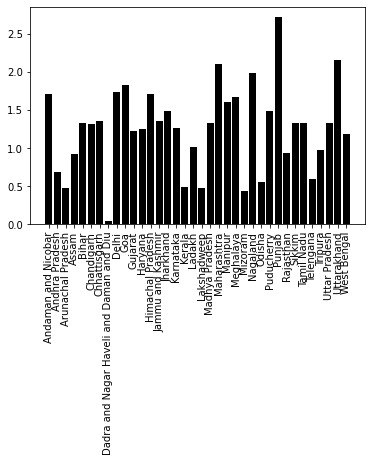 2.5
2.0
1.5
1.0
0.5
0.0
Andaman and Nicobar
Andhra Pradesh
Arunachal Pradesh
Assam
Bihar
Chandigarh
Chhattisgarh
Dadra and Nagar Haveli and Daman and Diu
Delhi
Goa
Gujarat
Haryana
Himachal Pradesh
Jammu and Kashmir
Jharkhand
Karnataka
Kerala
Ladakh
Lakshadweep
Madhya Pradesh
Maharashtra
Manipur
Meghalaya
Mizoram
Nagaland
Odisha
Puducherry
Punjab
Rajasthan
Sikkim
Tamil Nadu
Telengana
Tripura
Uttar Pradesh
Uttarakhand
West Bengal